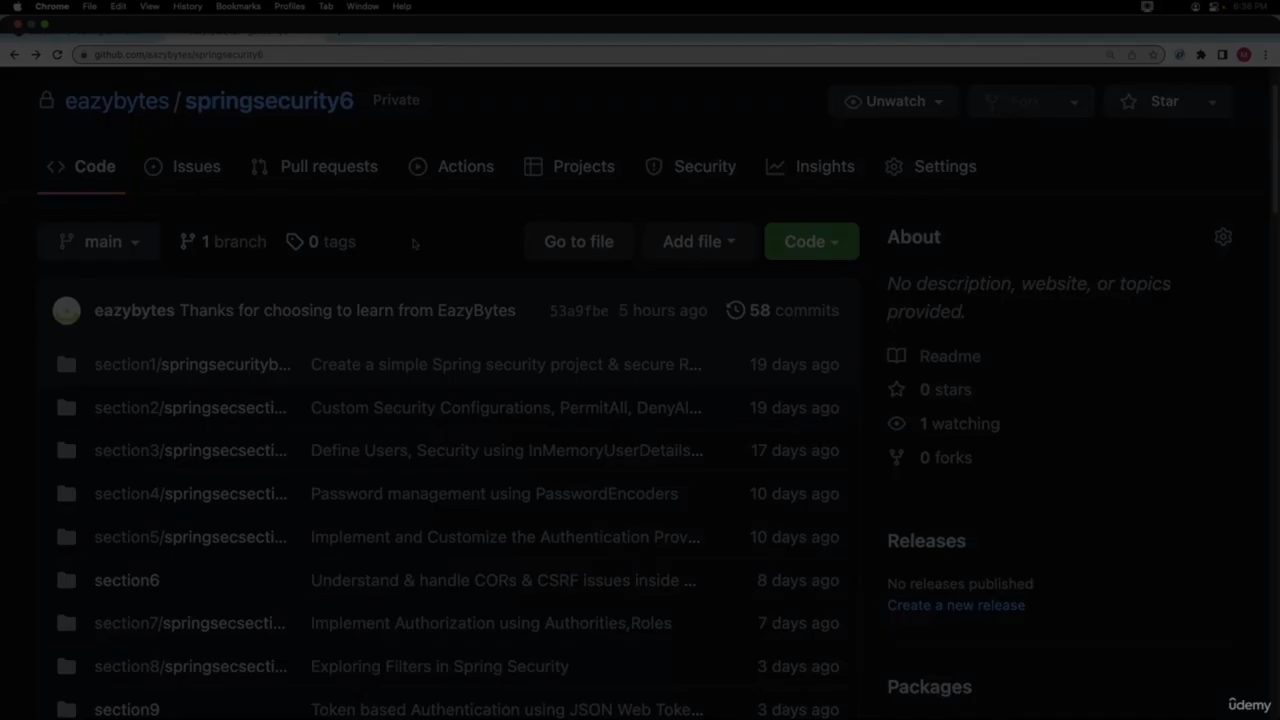 Chrome File Edit View History Bookmarks Profiles Tab Window Help 6:36 PM
github.com/eazybytes/springsecurity6
eazybytes / springsecurity6 Private Unwatch Fork Star
Code Issues Pull requests Actions Projects Security Insights Settings
main 1 branch 0 tags Go to file Add file Code
About
No description, website, or topics
provided.
eazybytes Thanks for choosing to learn from EazyBytes 53a9fbe 5 hours ago 58 commits
section1/springsecurityb... Create a simple Spring security project & secure R... 19 days ago
Readme
0 stars
section2/springsecsecti... Custom Security Configurations, PermitAll, DenyAl... 19 days ago
1 watching
section3/springsecsecti... Define Users, Security using InMemoryUserDetails... 17 days ago
0 forks
section4/springsecsecti... Password management using PasswordEncoders 10 days ago
section5/springsecsecti... Implement and Customize the Authentication Prov... 10 days ago
Releases
section6 Understand & handle CORs & CSRF issues inside ... 8 days ago
No releases published
Create a new release
section7/springsecsecti... Implement Authorization using Authorities,Roles 7 days ago
section8/springsecsecti... Exploring Filters in Spring Security 3 days ago
Packages
section9 Token based Authentication using JSON Web Toke... 3 days ago
ûdemy